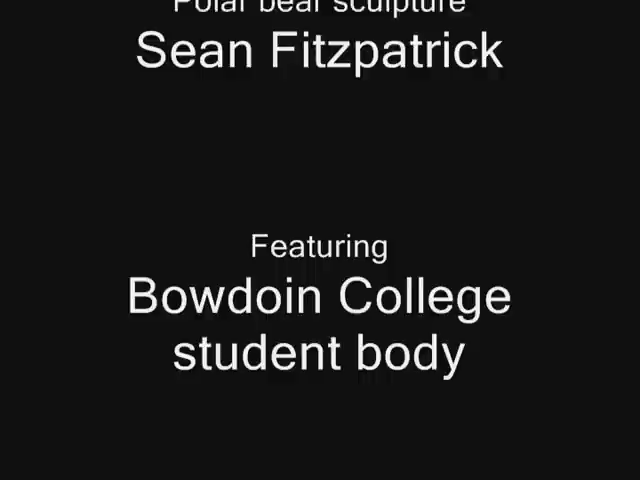 Polar bear sculpture
Sean Fitzpatrick
Featuring
Bowdoin College
student body